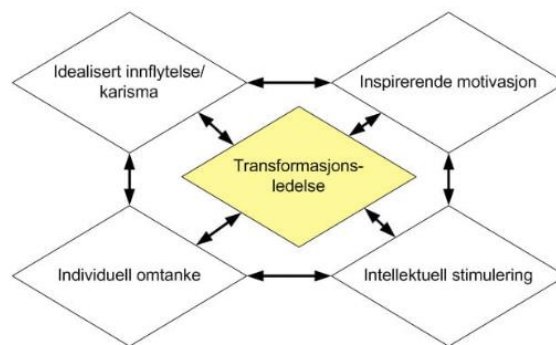 Idealisert innflytelse/
karisma
Inspirerende motivasjon
Transformasjons-
ledelse
Individuell omtanke
Intellektuell stimulering